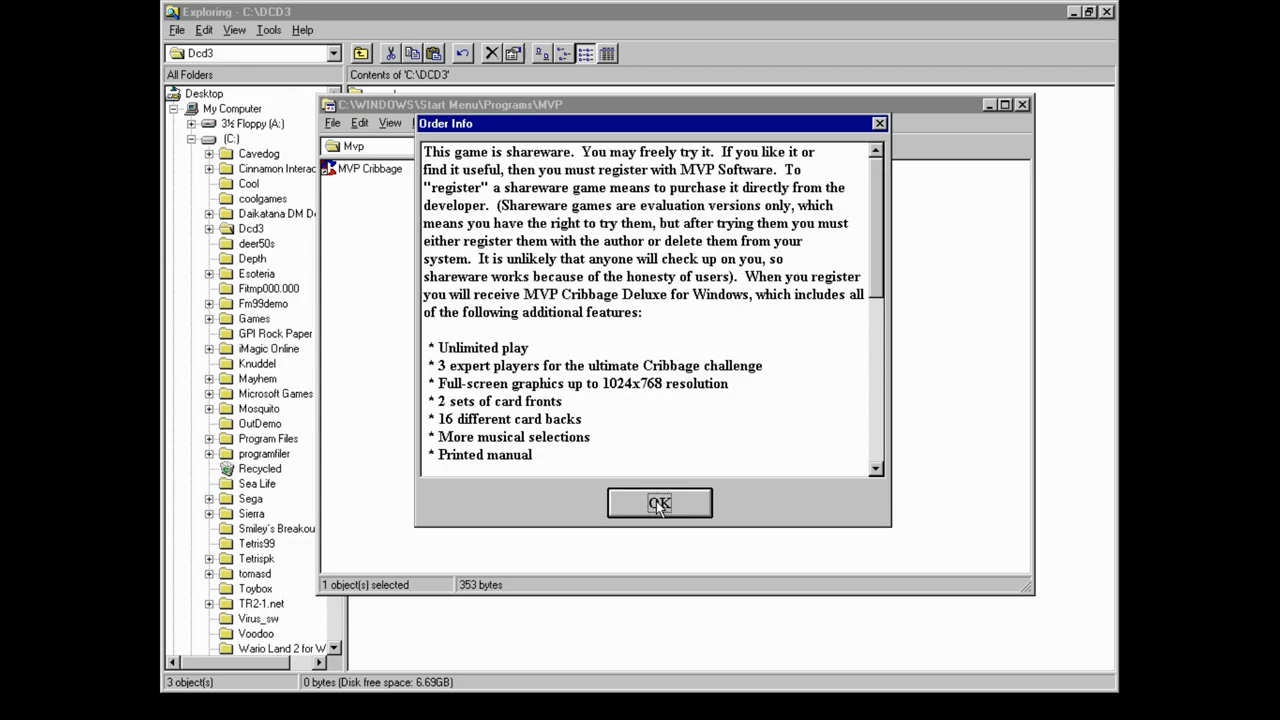 Exploring - C:\DCD3
File Edit View Tools Help
Dcd3
All Folders
Contents of 'C:\DCD3'
Desktop
My Computer
3½ Floppy (A:)
(C:)
Cavedog
Cinnamon Interac
Cool
coolgames
Daikatana DM D
Dcd3
deer50s
Depth
Esoteria
Fitmp000.000
Fm99demo
Games
GPI Rock Paper
iMagic Online
Knuddel
Mayhem
Microsoft Games
Mosquito
OutDemo
Program Files
programfiler
Recycled
Sea Life
Sega
Sierra
Smiley's Breakou
Tetris99
Tetrispk
tomasd
Toybox
TR2-1.net
Virus_sw
Voodoo
Wario Land 2 for W
3 object(s)
0 bytes (Disk free space: 6.69GB)
C:\WINDOWS\Start Menu\Programs\MVP
File Edit View
Mvp
MVP Cribbage
1 object(s) selected
353 bytes
Order Info
This game is shareware. You may freely try it. If you like it or
find it useful, then you must register with MVP Software. To
"register" a shareware game means to purchase it directly from the
developer. (Shareware games are evaluation versions only, which
means you have the right to try them, but after trying them you must
either register them with the author or delete them from your
system. It is unlikely that anyone will check up on you, so
shareware works because of the honesty of users). When you register
you will receive MVP Cribbage Deluxe for Windows, which includes all
of the following additional features:
* Unlimited play
* 3 expert players for the ultimate Cribbage challenge
* Full-screen graphics up to 1024x768 resolution
* 2 sets of card fronts
* 16 different card backs
* More musical selections
* Printed manual
OK